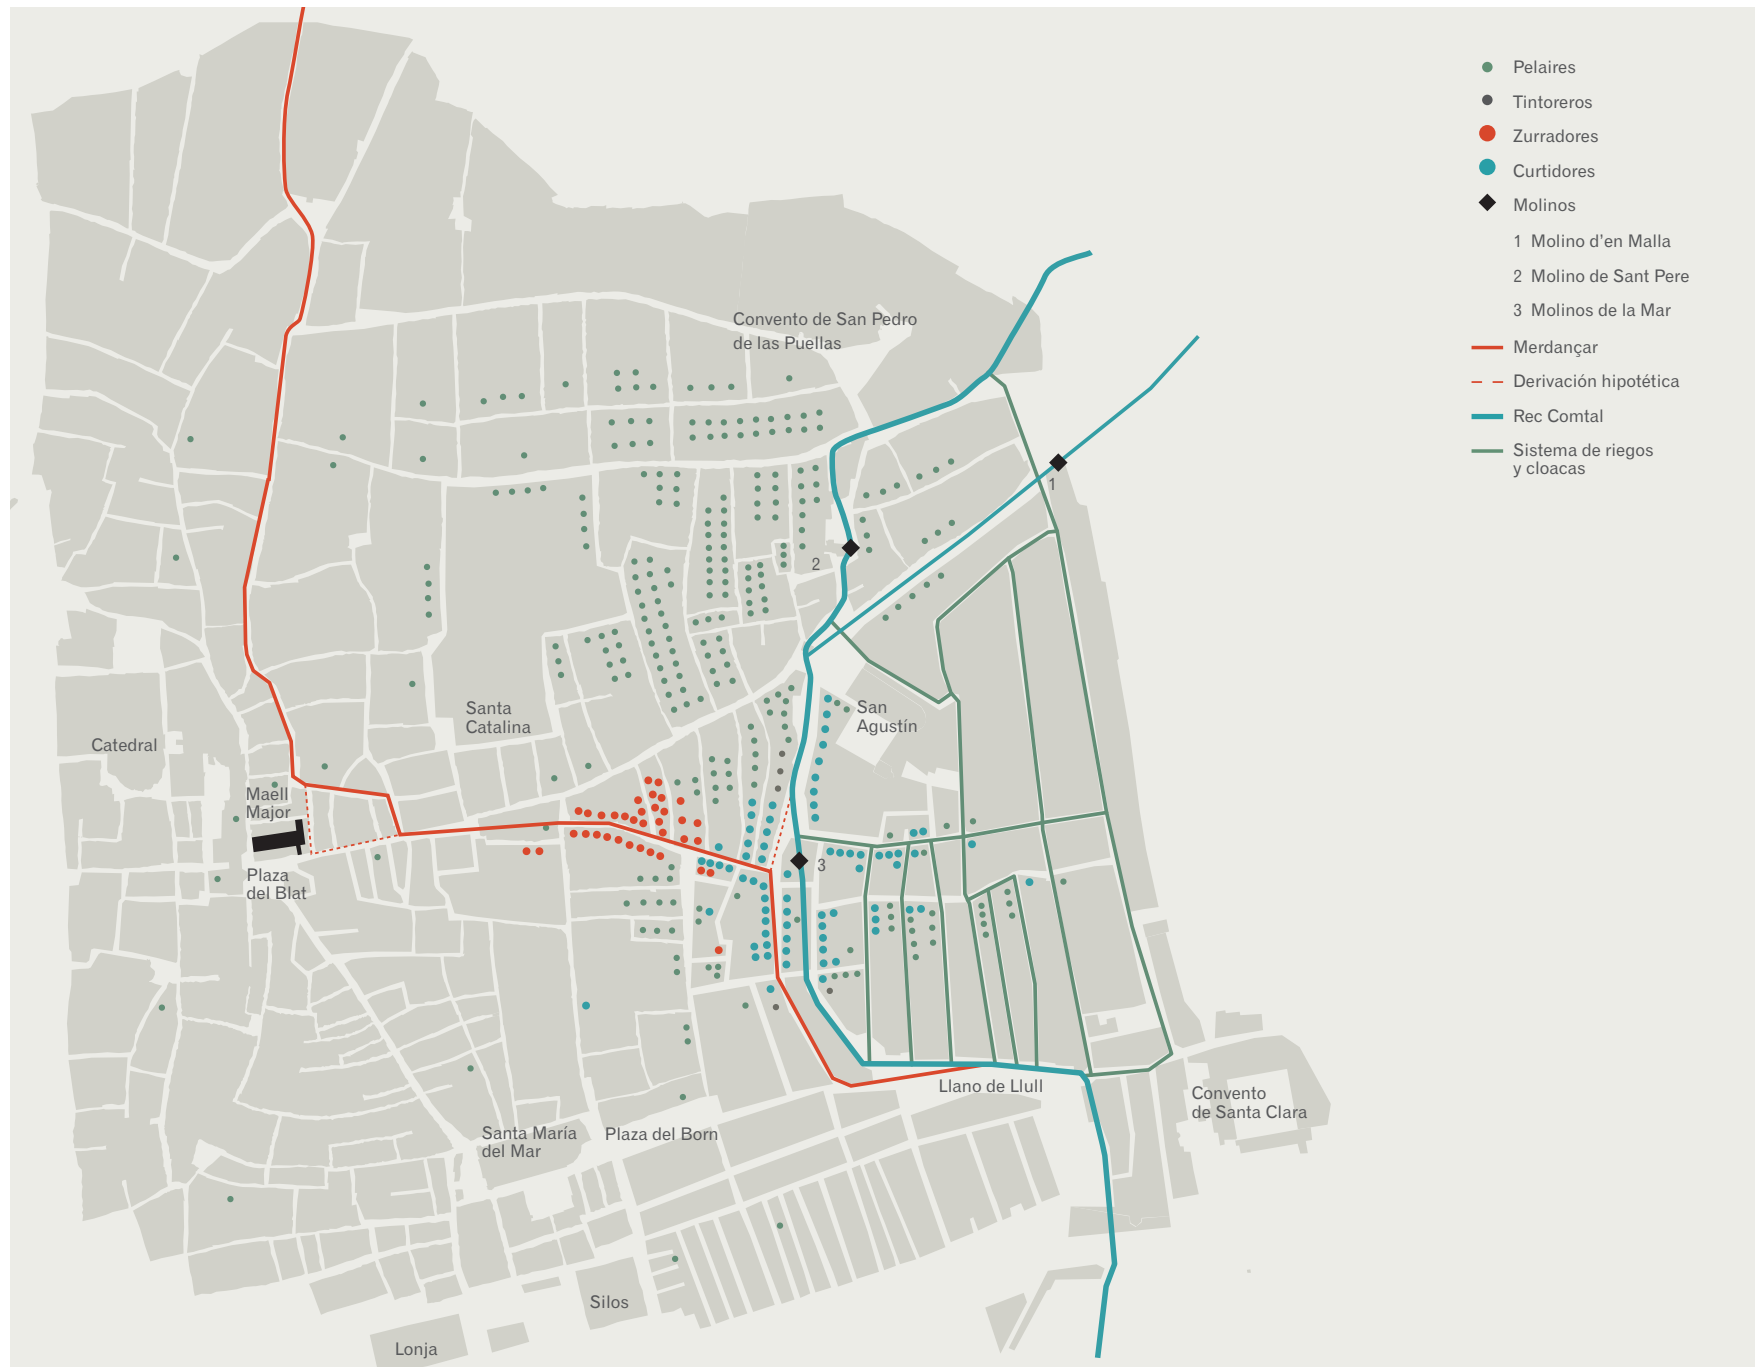 Pelaires
Tintoreros
Zurradores
Curtidores
Molinos
1 Molino d'en Malla
2 Molino de Sant Pere
3 Molinos de la Mar
Merdançar
Derivación hipotética
Rec Comtal
Sistema de riegos
y cloacas
Convento de San Pedro
de las Puellas
1
2
Santa
Catalina
San
Agustín
Catedral
Maell
Major
3
Plaza
del Blat
Llano de Llull
Convento
de Santa Clara
Santa María
del Mar
Plaza del Born
Silos
Lonja